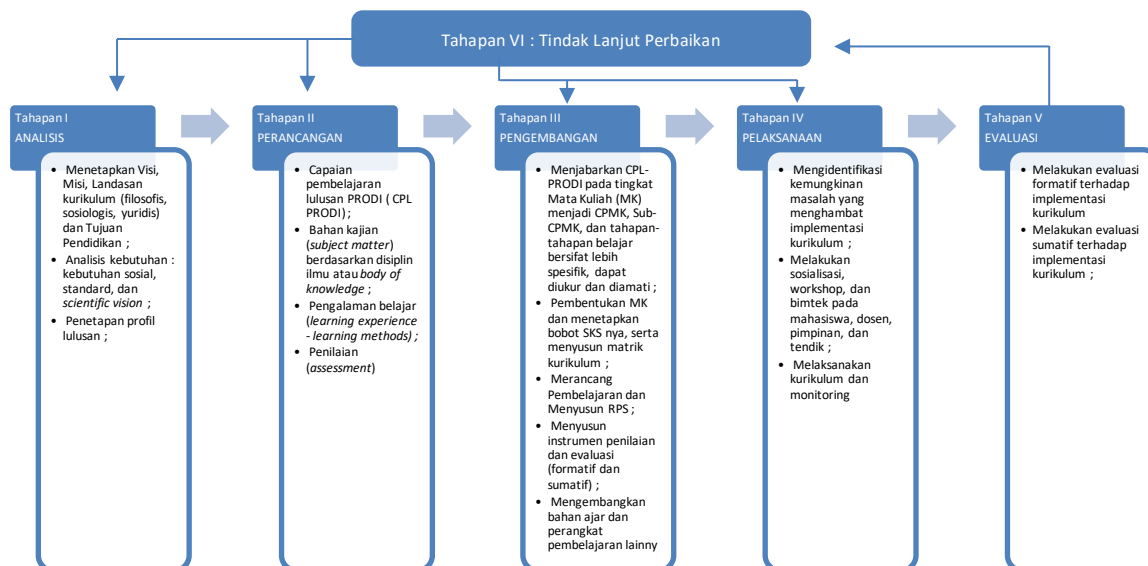 Tahapan VI : Tindak Lanjut Perbaikan
Tahapan I
ANALISIS
• Menetapkan Visi,
Misi, Landasan
kurikulum (filosofis,
sosiologis, yuridis)
dan Tujuan
Pendidikan ;
• Analisis kebutuhan :
kebutuhan sosial,
standard, dan
scientific vision ;
• Penetapan profil
lulusan ;
Tahapan II
PERANCANGAN
• Capaian
pembelajaran
lulusan PRODI ( CPL
PRODI) ;
• Bahan kajian
(subject matter)
berdasarkan disiplin
ilmu atau body of
knowledge ;
• Pengalaman belajar
(learning experience
- learning methods) ;
• Penilaian
(assessment)
Tahapan III
PENGEMBANGAN
• Menjabarkan CPL-
PRODI pada tingkat
Mata Kuliah (MK)
menjadi CPMK, Sub-
CPMK, dan tahapan-
tahapan belajar
bersifat lebih
spesifik, dapat
diukur dan diamati ;
• Pembentukan MK
dan menetapkan
bobot SKS nya, serta
menyusun matrik
kurikulum ;
• Merancang
Pembelajaran dan
Menyusun RPS ;
• Menyusun
instrumen penilaian
dan evaluasi
(formatif dan
sumatif) ;
• Mengembangkan
bahan ajar dan
perangkat
pembelajaran lainny
Tahapan IV
PELAKSANAAN
• Mengidentifikasi
kemungkinan
masalah yang
menghambat
implementasi
kurikulum ;
• Melakukan
sosialisasi,
workshop, dan
bimtek pada
mahasiswa, dosen,
pimpinan, dan
tendik ;
• Melaksanakan
kurikulum dan
monitoring
Tahapan V
EVALUASI
• Melakukan evaluasi
formatif terhadap
implementasi
kurikulum
• Melakukan evaluasi
sumatif terhadap
implementasi
kurikulum ;